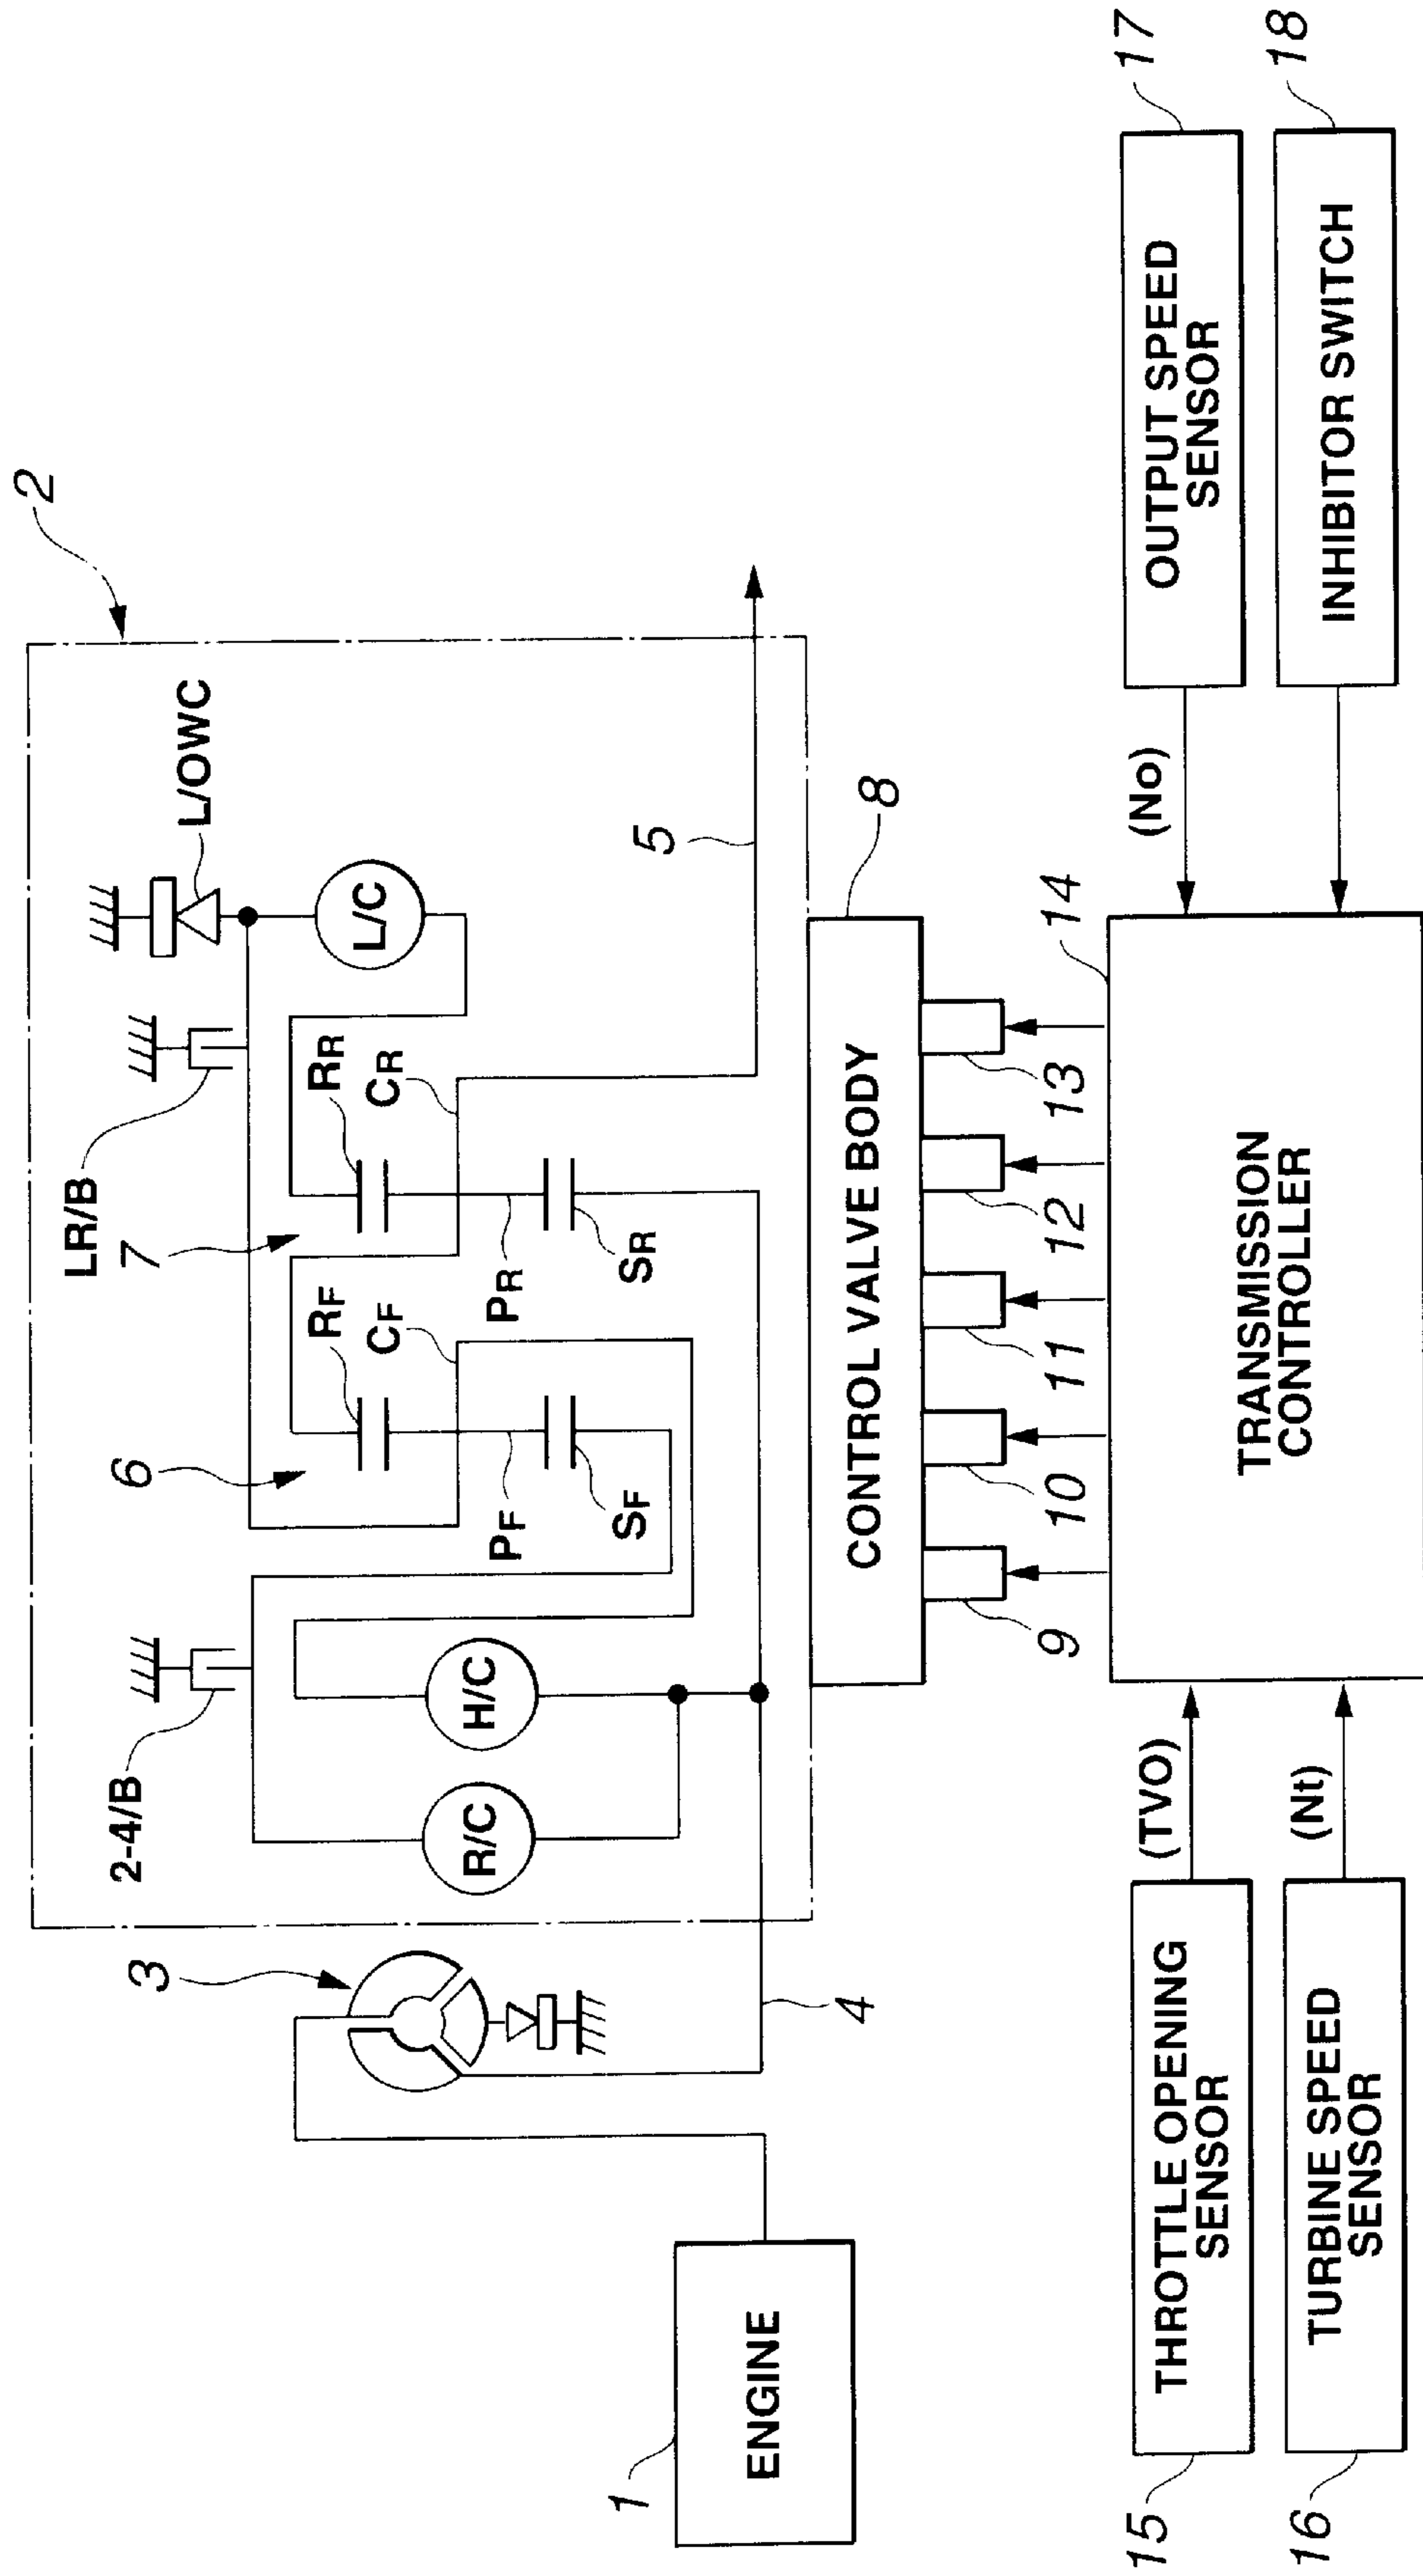 2
L/OWC
LR/B
7
RR
CR
L/C
5
6
RF
CF
PR
SR
2-4/B
PF
SF
H/C
R/C
3
4
1
ENGINE
8
CONTROL VALVE BODY
9
10
11
12
13
14
TRANSMISSION
CONTROLLER
(TVO)
(Nt)
(No)
15
THROTTLE OPENING
SENSOR
16
TURBINE SPEED
SENSOR
17
OUTPUT SPEED
SENSOR
18
INHIBITOR SWITCH